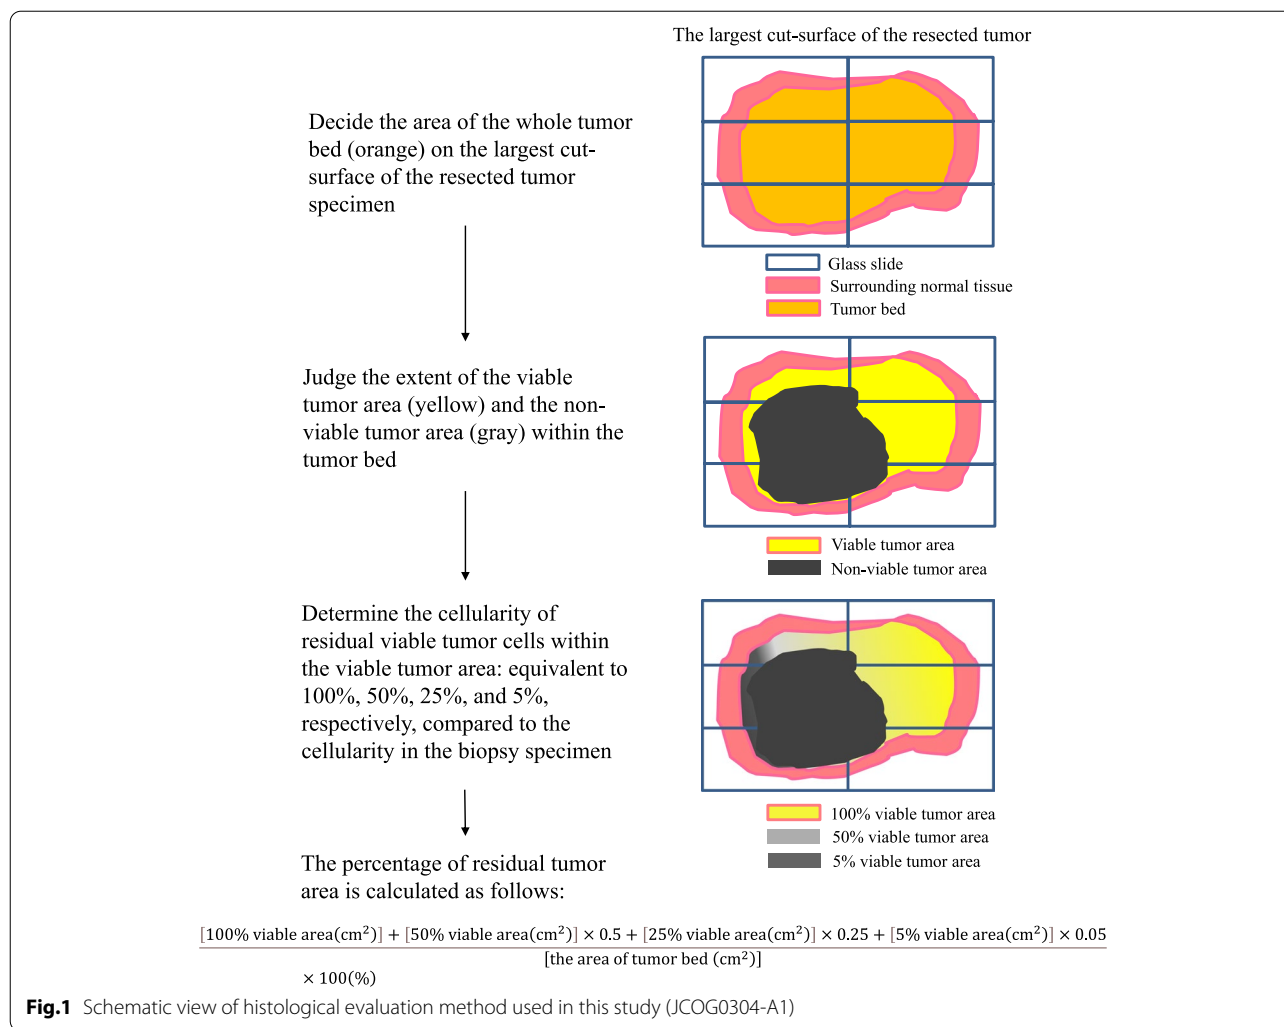 The largest cut-surface of the resected tumor
Decide the area of the whole tumor
bed (orange) on the largest cut-
surface of the resected tumor
specimen
Glass slide
Surrounding normal tissue
Tumor bed
Judge the extent of the viable
tumor area (yellow) and the non-
viable tumor area (gray) within the
tumor bed
Viable tumor area
Non-viable tumor area
Determine the cellularity of
residual viable tumor cells within
the viable tumor area: equivalent to
100%, 50%, 25%, and 5%,
respectively, compared to the
cellularity in the biopsy specimen
100% viable tumor area
50% viable tumor area
5% viable tumor area
The percentage of residual tumor
area is calculated as follows:
[100% viable area(cm²)] + [50% viable area(cm²)] × 0.5 + [25% viable area(cm²)] × 0.25 + [5% viable area(cm²)] × 0.05
[the area of tumor bed (cm²)]
× 100(%)
Fig.1 Schematic view of histological evaluation method used in this study (JCOG0304-A1)